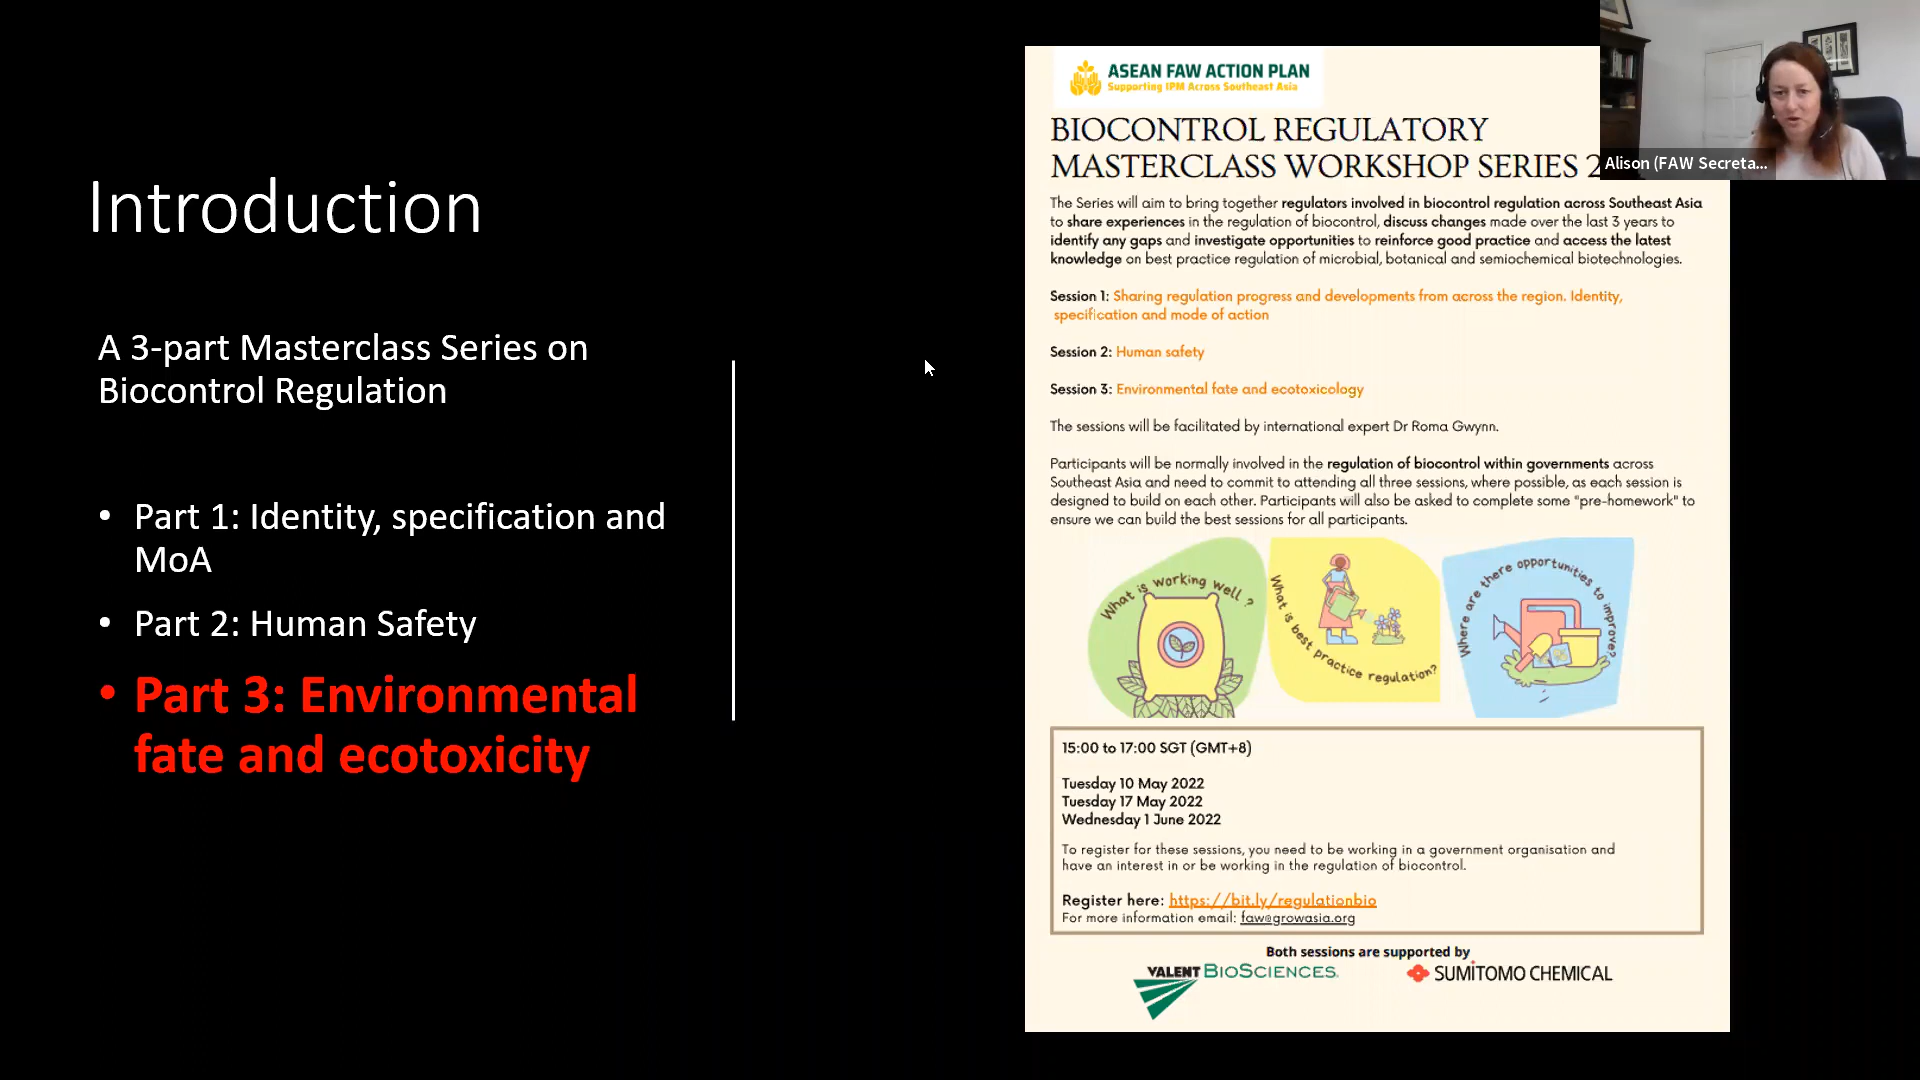 Introduction
A 3-part Masterclass Series on
Biocontrol Regulation
• Part 1: Identity, specification and
MoA
• Part 2: Human Safety
• Part 3: Environmental
fate and ecotoxicity
ASEAN FAW ACTION PLAN
Supporting IPM Across Southeast Asia
BIOCONTROL REGULATORY
MASTERCLASS WORKSHOP SERIES 2
The Series will aim to bring together regulators involved in biocontrol regulation across Southeast Asia
to share experiences in the regulation of biocontrol, discuss changes made over the last 3 years to
identify any gaps and investigate opportunities to reinforce good practice and access the latest
knowledge on best practice regulation of microbial, botanical and semiochemical biotechnologies.
Session 1: Sharing regulation progress and developments from across the region. Identity,
specification and mode of action
Session 2: Human safety
Session 3: Environmental fate and ecotoxicology
The sessions will be facilitated by international expert Dr Roma Gwynn.
Participants will be normally involved in the regulation of biocontrol within governments across
Southeast Asia and need to commit to attending all three sessions, where possible, as each session is
designed to build on each other. Participants will also be asked to complete some "pre-homework" to
ensure we can build the best sessions for all participants.
What is working well ?
What is best practice regulation?
Where are there opportunities to improve?
15:00 to 17:00 SGT (GMT+8)
Tuesday 10 May 2022
Tuesday 17 May 2022
Wednesday 1 June 2022
To register for these sessions, you need to be working in a government organisation and
have an interest in or be working in the regulation of biocontrol.
Register here: https://bit.ly/regulationbio
For more information email: faw@growasia.org
Both sessions are supported by
VALENT BIOSCIENCES.
SUMITOMO CHEMICAL
Alison (FAW Secreta...